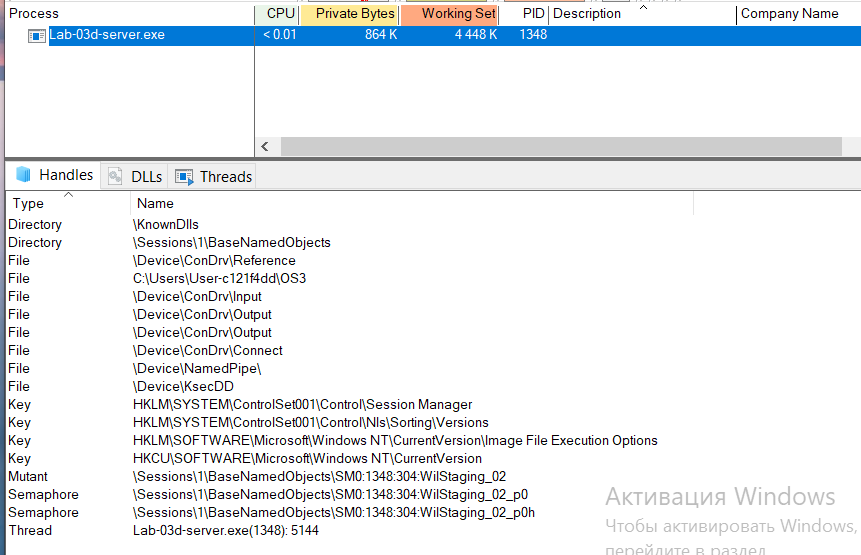 Process CPU Private Bytes Working Set PID Description Company Name
Lab-03d-server.exe < 0.01 864 K 4 448 K 1348
Handles DLLs Threads
Type Name
Directory \KnownDlls
Directory \Sessions\1\BaseNamedObjects
File \Device\ConDrv\Reference
File C:\Users\User-c121f4dd\OS3
File \Device\ConDrv\Input
File \Device\ConDrv\Output
File \Device\ConDrv\Output
File \Device\ConDrv\Connect
File \Device\NamedPipe\
File \Device\KsecDD
Key HKLM\SYSTEM\ControlSet001\Control\Session Manager
Key HKLM\SYSTEM\ControlSet001\Control\Nls\Sorting\Versions
Key HKLM\SOFTWARE\Microsoft\Windows NT\CurrentVersion\Image File Execution Options
Key HKCU\SOFTWARE\Microsoft\Windows NT\CurrentVersion
Mutant \Sessions\1\BaseNamedObjects\SM0:1348:304:WilStaging_02
Semaphore \Sessions\1\BaseNamedObjects\SM0:1348:304:WilStaging_02_p0
Semaphore \Sessions\1\BaseNamedObjects\SM0:1348:304:WilStaging_02_p0h
Thread Lab-03d-server.exe(1348): 5144
Активация Windows
Чтобы активировать Windows,
перейдите в раздел